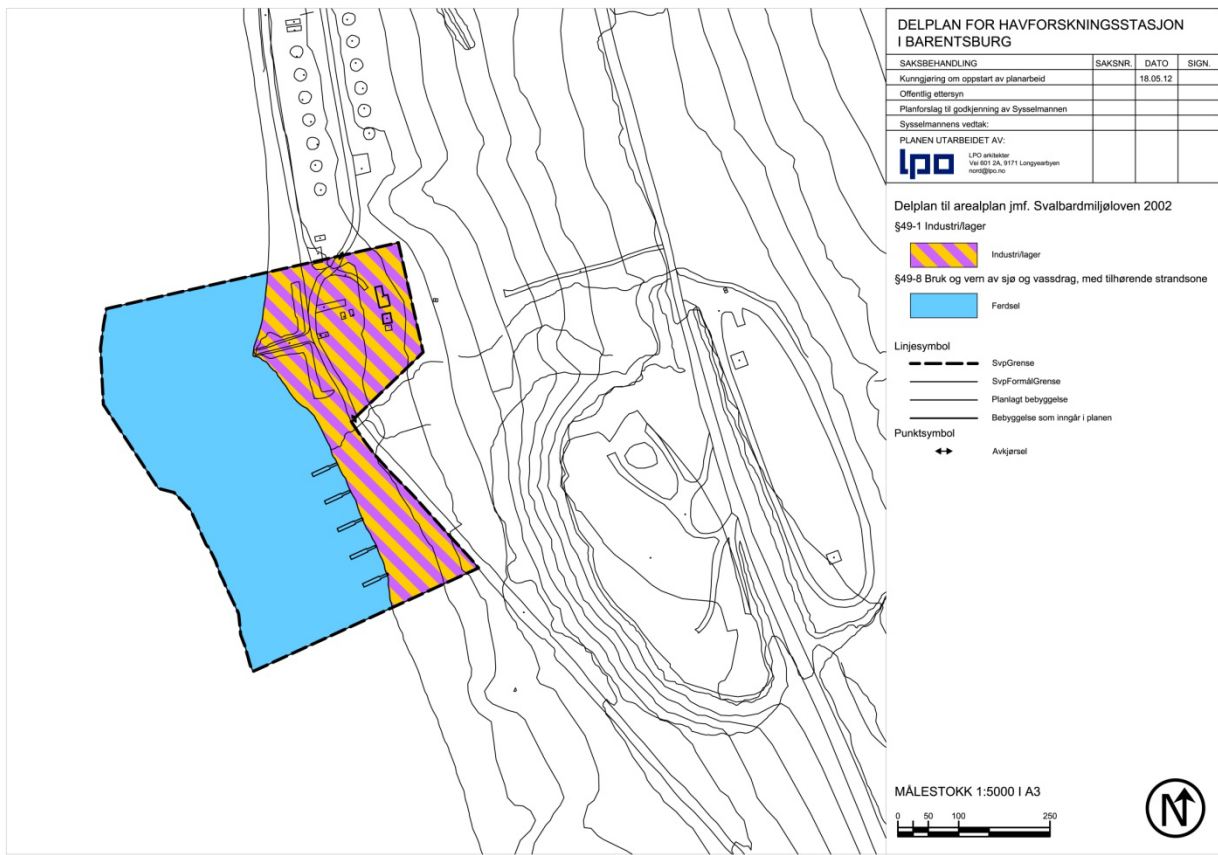 DELPLAN FOR HAVFORSKNINGSSTASJON
I BARENTSBURG
SAKSBEHANDLING SAKSNR. DATO SIGN.
Kunngjøring om oppstart av planarbeid 18.05.12
Offentlig ettersyn
Planforslag til godkjenning av Sysselmannen
Sysselmannens vedtak:
PLANEN UTARBEIDET AV:
lpo
LPO arkitekter
Vei 601 2A, 9171 Longyearbyen
nord@lpo.no
Delplan til arealplan jmf. Svalbardmiljøloven 2002
§49-1 Industri/lager
Industri/lager
§49-8 Bruk og vern av sjø og vassdrag, med tilhørende strandsone
Ferdsel
Linjesymbol
SvpGrense
SvpFormålGrense
Planlagt bebyggelse
Bebyggelse som inngår i planen
Punktsymbol
Avkjørsel
MÅLESTOKK 1:5000 I A3
0 50 100 250
N